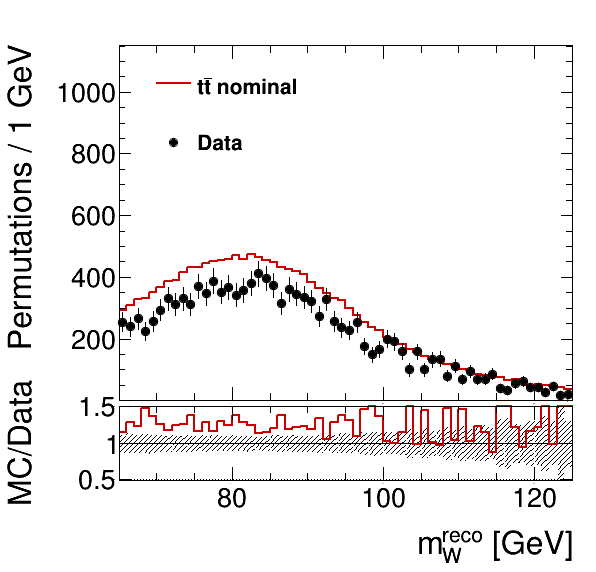 Permutations / 1 GeV
1000
800
600
400
200
tt̄ nominal
Data
MC/Data
1.5
1
0.5
80
100
120
m_W^reco [GeV]